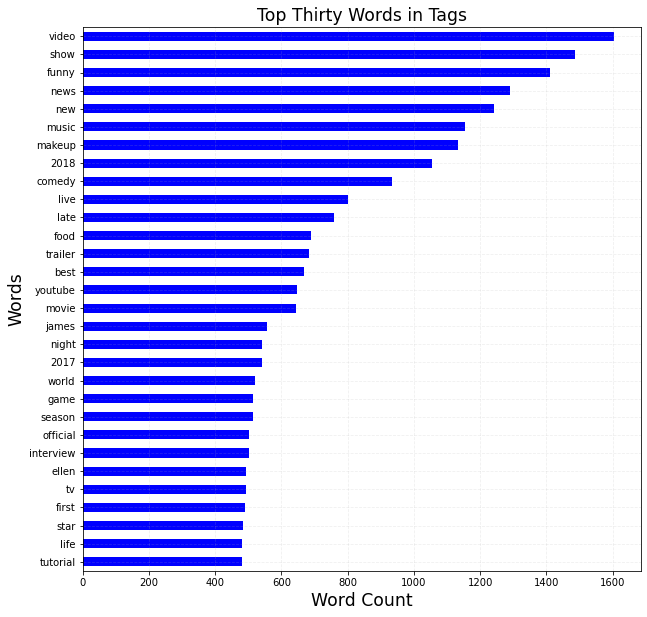 Top Thirty Words in Tags
video
show
funny
news
new
music
makeup
2018
comedy
live
late
food
trailer
best
youtube
movie
james
night
2017
world
game
season
official
interview
ellen
tv
first
star
life
tutorial
Words
0 200 400 600 800 1000 1200 1400 1600
Word Count